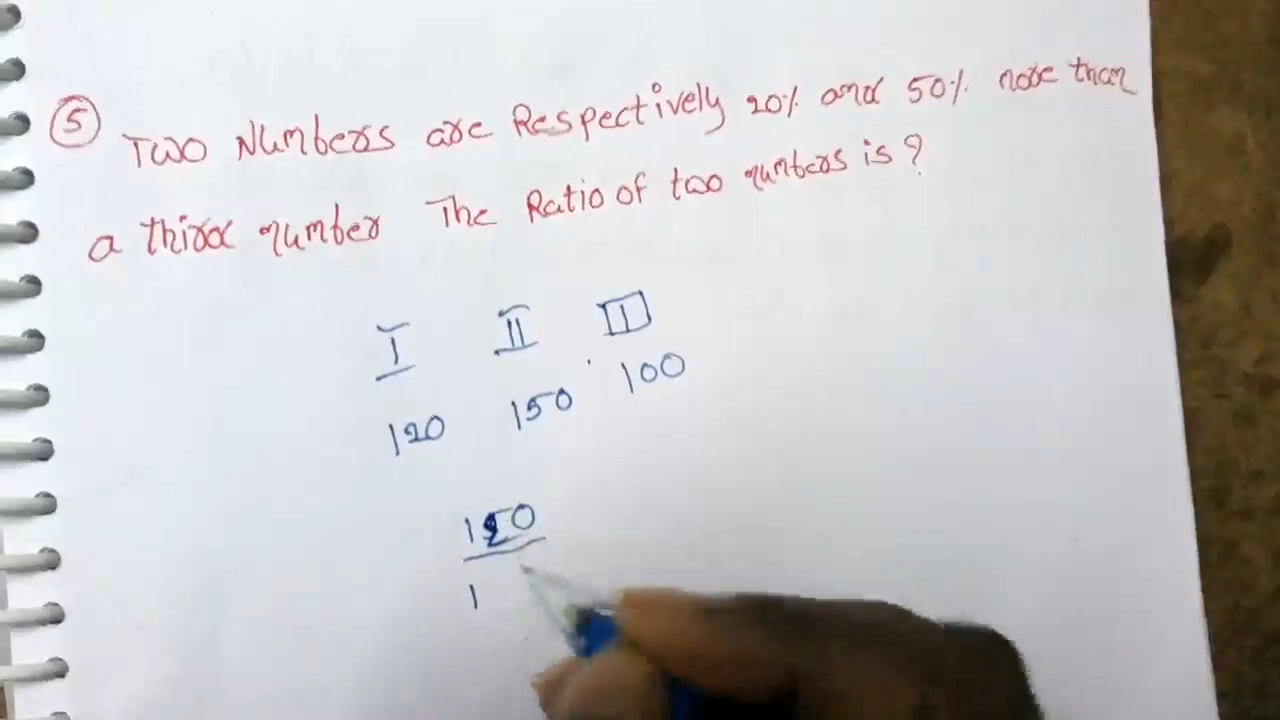 5 Two Numbers are Respectively 20% and 50% more than
a third number The Ratio of two numbers is?
I II III
120 150 100
120
1